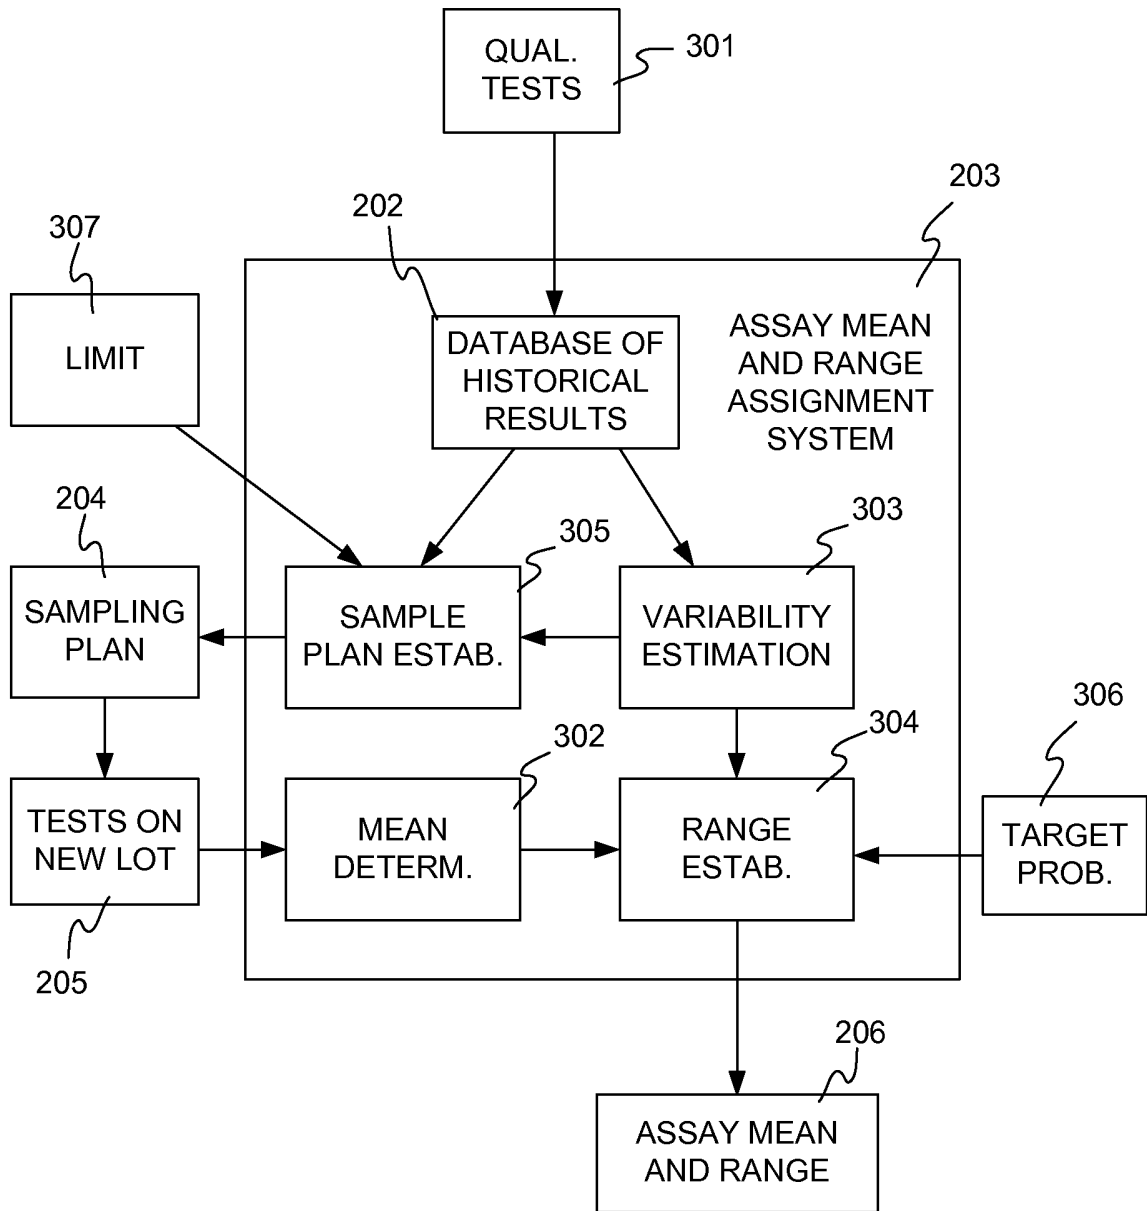 QUAL.
TESTS
301
203
202
307
DATABASE OF
HISTORICAL
RESULTS
ASSAY MEAN
AND RANGE
ASSIGNMENT
SYSTEM
LIMIT
204
305
303
SAMPLING
PLAN
SAMPLE
PLAN ESTAB.
VARIABILITY
ESTIMATION
306
302
304
TESTS ON
NEW LOT
MEAN
DETERM.
RANGE
ESTAB.
TARGET
PROB.
205
206
ASSAY MEAN
AND RANGE